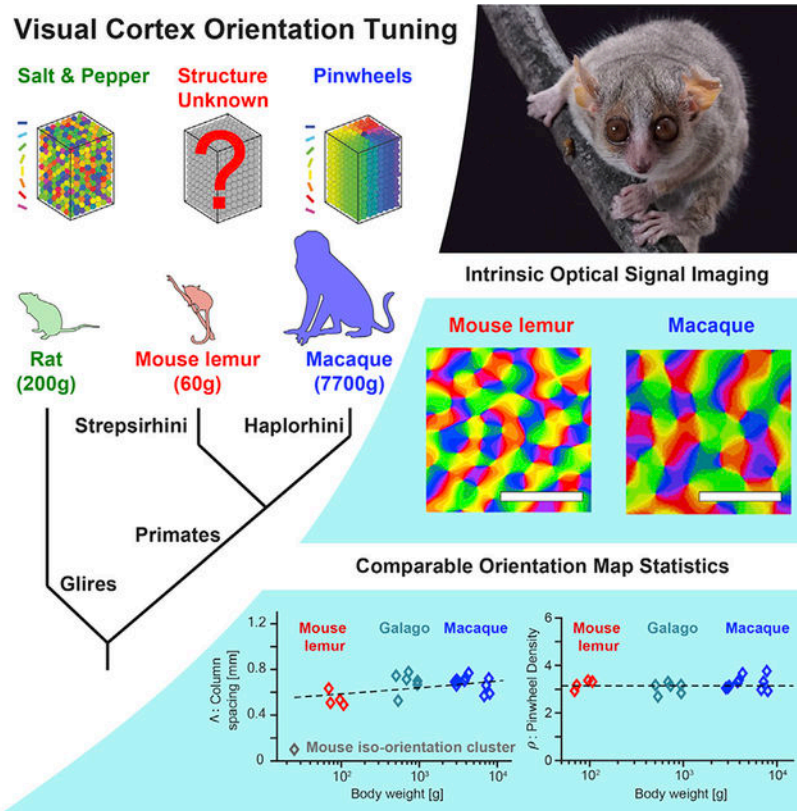 Visual Cortex Orientation Tuning
Salt & Pepper
Structure
Unknown
Pinwheels
?
Rat
(200g)
Mouse lemur
(60g)
Macaque
(7700g)
Strepsirhini
Haplorhini
Primates
Glires
Intrinsic Optical Signal Imaging
Mouse lemur
Macaque
Comparable Orientation Map Statistics
Λ: Column
spacing [mm]
1.2
0.8
0.4
0
Mouse
lemur
Galago
Macaque
Mouse iso-orientation cluster
10²
10³
10⁴
Body weight [g]
ρ: Pinwheel Density
6
4
2
0
Mouse
lemur
Galago
Macaque
10²
10³
10⁴
Body weight [g]